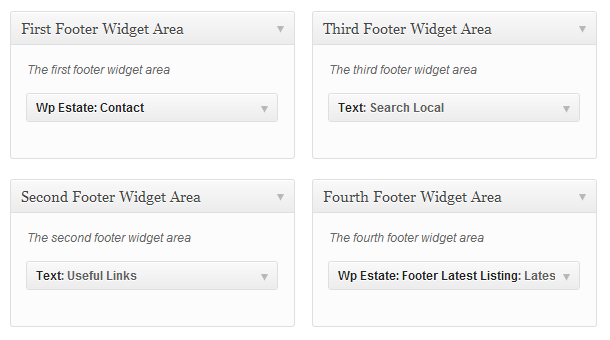 First Footer Widget Area
The first footer widget area
Wp Estate: Contact
Third Footer Widget Area
The third footer widget area
Text: Search Local
Second Footer Widget Area
The second footer widget area
Text: Useful Links
Fourth Footer Widget Area
The fourth footer widget area
Wp Estate: Footer Latest Listing: Lates